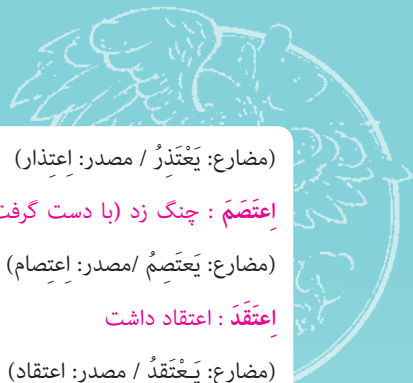 (مضارع: يَعْتَذِرُ / مصدر: اِعتِذار)
اِعتَصَمَ : چنگ زد (با دست گرفت
(مضارع: يَعتَصِمُ /مصدر: اِعتِصام)
اِعتَقَدَ : اعتقاد داشت
(مضارع: يَـعْتَقِدُ / مصدر: اعتقاد)